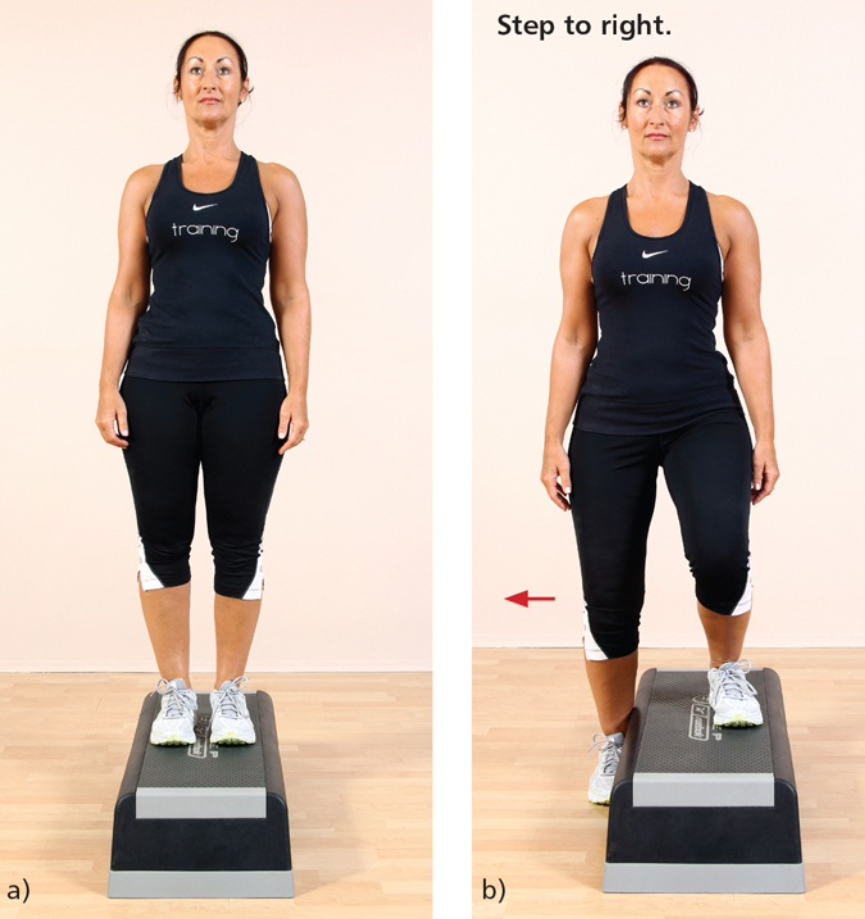 training
a)
Step to right.
training
b)